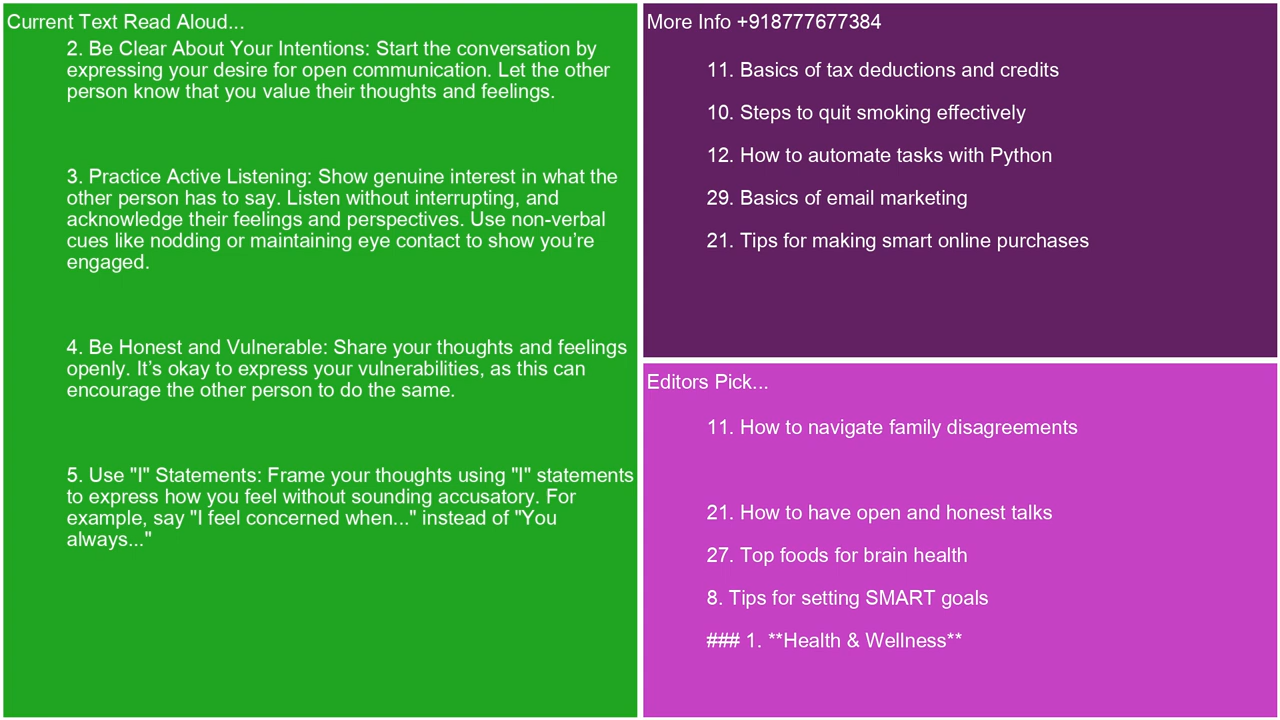 Current Text Read Aloud...
2. Be Clear About Your Intentions: Start the conversation by
expressing your desire for open communication. Let the other
person know that you value their thoughts and feelings.
3. Practice Active Listening: Show genuine interest in what the
other person has to say. Listen without interrupting, and
acknowledge their feelings and perspectives. Use non-verbal
cues like nodding or maintaining eye contact to show you’re
engaged.
4. Be Honest and Vulnerable: Share your thoughts and feelings
openly. It’s okay to express your vulnerabilities, as this can
encourage the other person to do the same.
5. Use "I" Statements: Frame your thoughts using "I" statements
to express how you feel without sounding accusatory. For
example, say "I feel concerned when..." instead of "You
always..."
More Info +918777677384
11. Basics of tax deductions and credits
10. Steps to quit smoking effectively
12. How to automate tasks with Python
29. Basics of email marketing
21. Tips for making smart online purchases
Editors Pick...
11. How to navigate family disagreements
21. How to have open and honest talks
27. Top foods for brain health
8. Tips for setting SMART goals
### 1. **Health & Wellness**